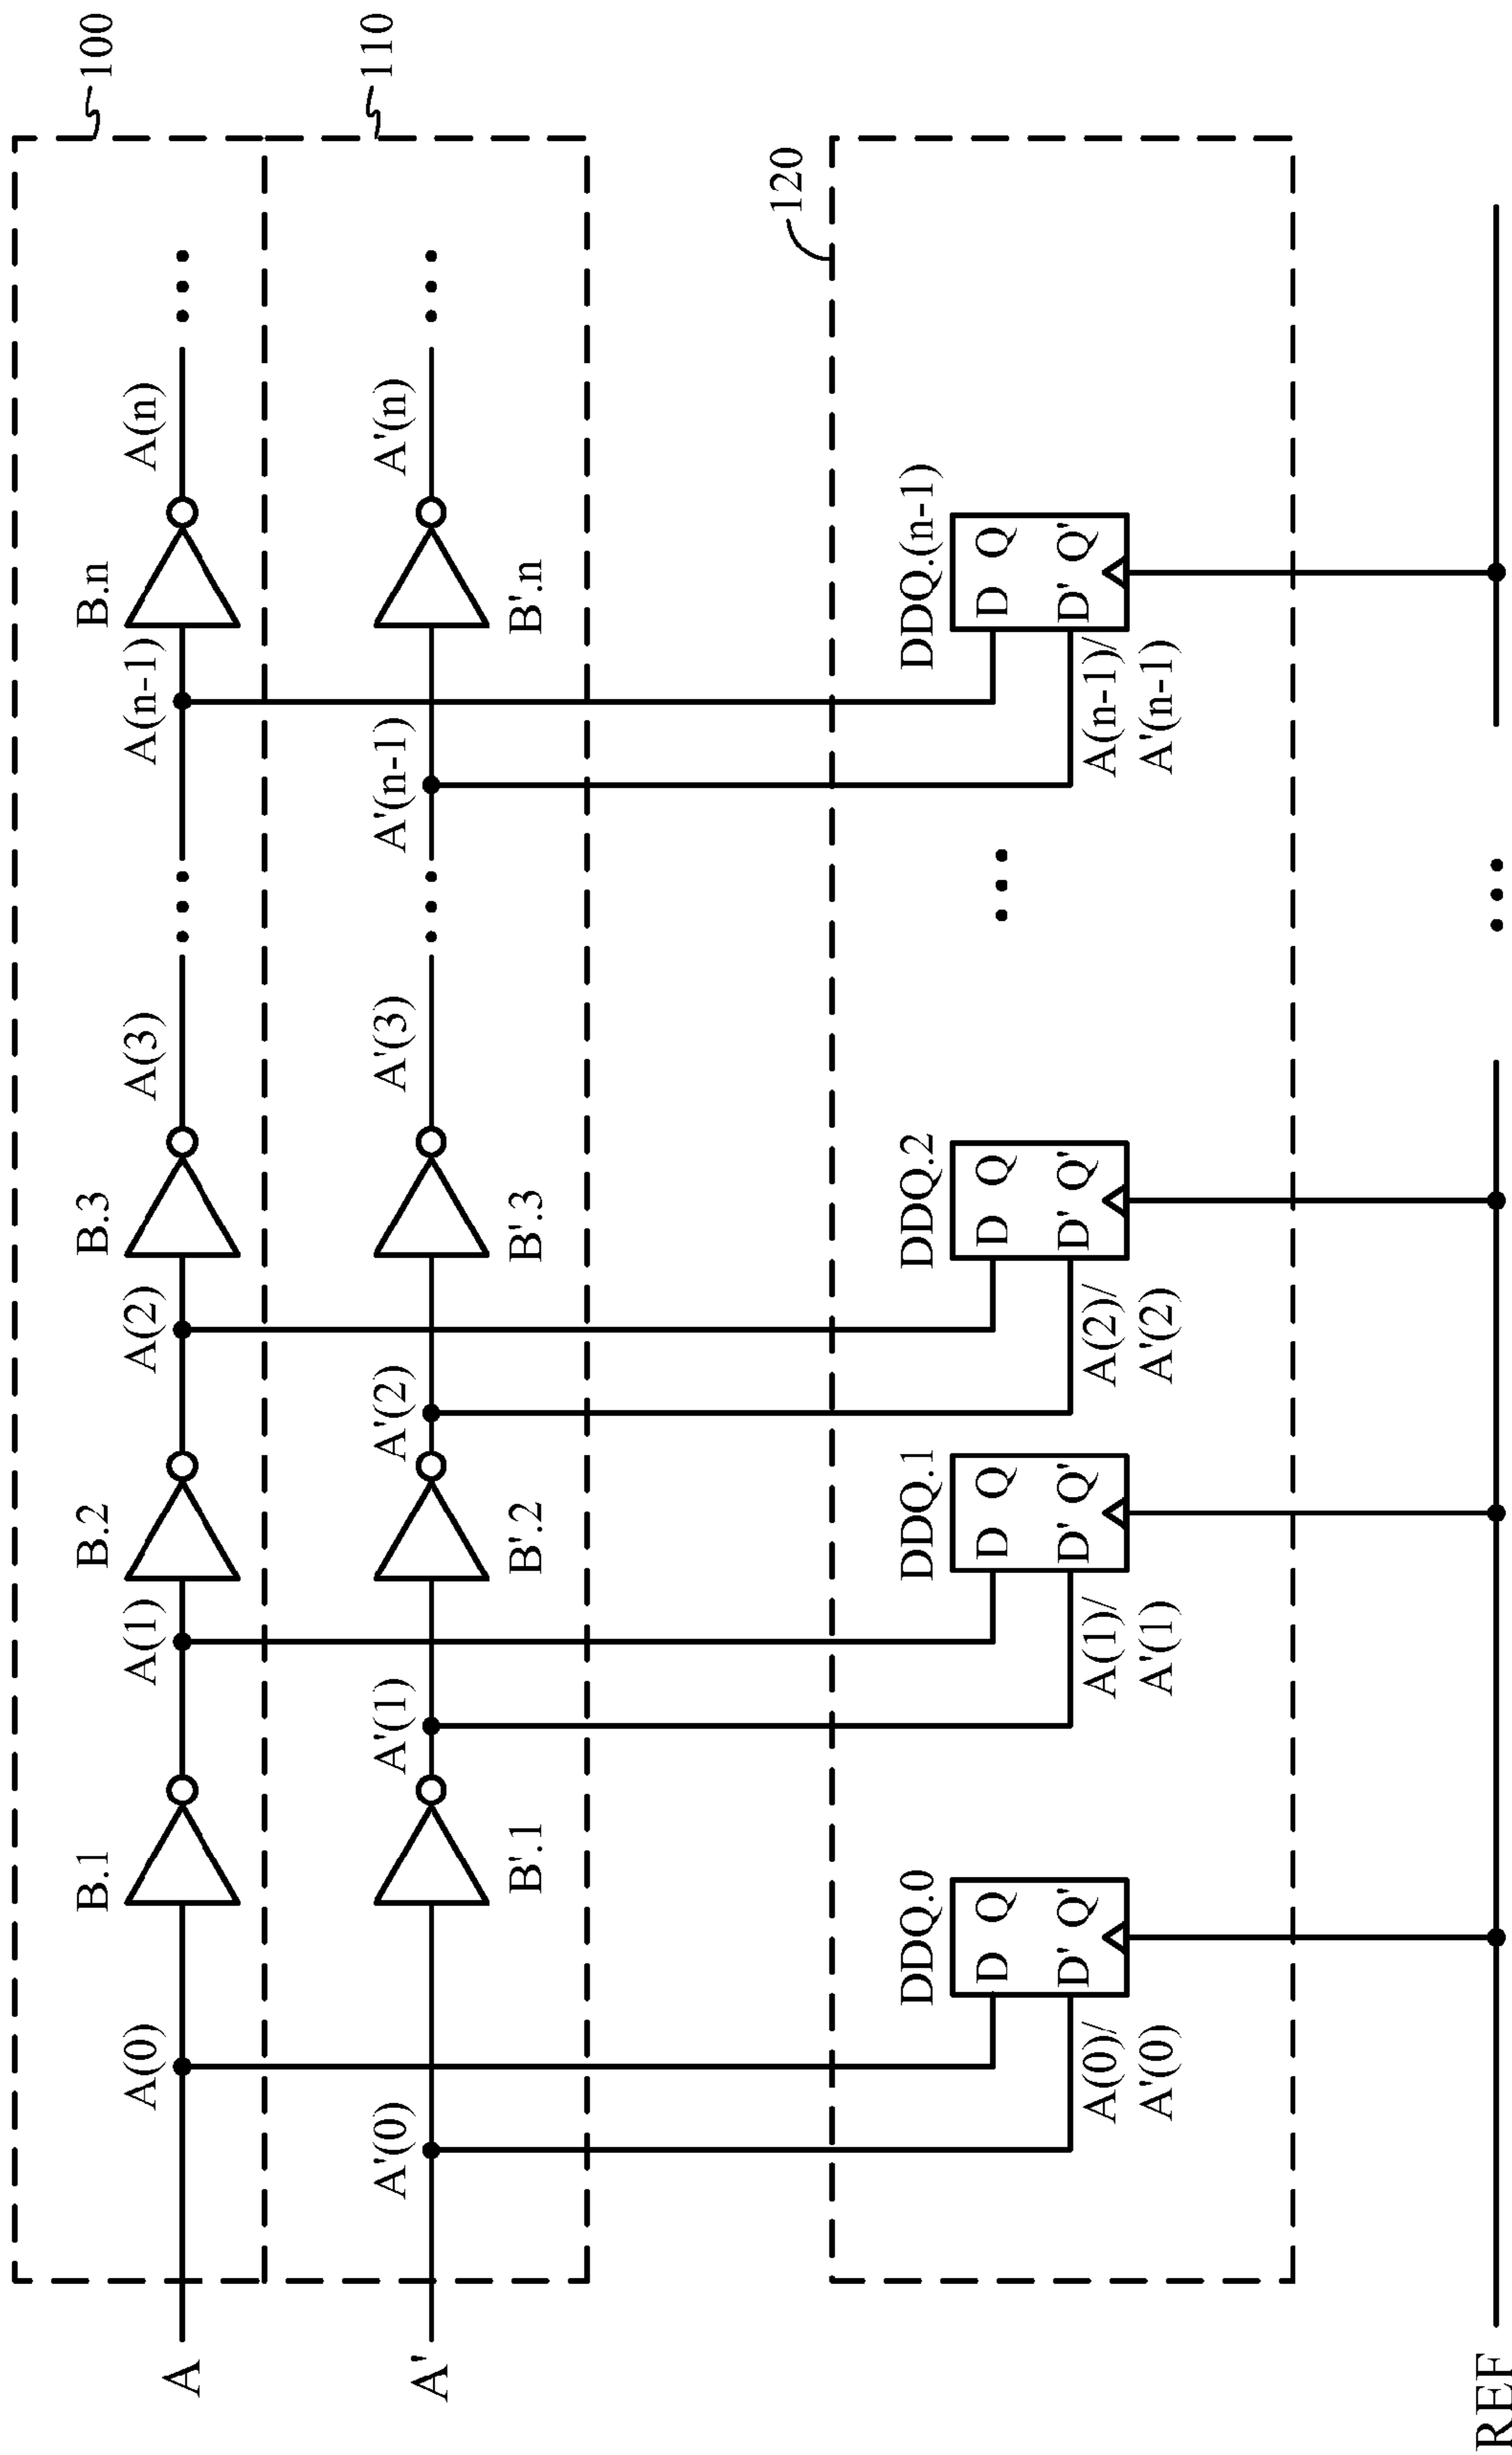 100
B.1
B.2
B.3
B.n
A(0)
A(1)
A(2)
A(3)
A(n-1)
A(n)
A
110
A'(0)
A'(1)
A'(2)
A'(3)
A'(n-1)
A'(n)
A'
B'.1
B'.2
B'.3
B'.n
120
DDQ.0
DDQ.1
DDQ.2
DDQ.(n-1)
D Q
D' Q'
D Q
D' Q'
D Q
D' Q'
D Q
D' Q'
A(0)/
A'(0)
A(1)/
A'(1)
A(2)/
A'(2)
A(n-1)/
A'(n-1)
REF